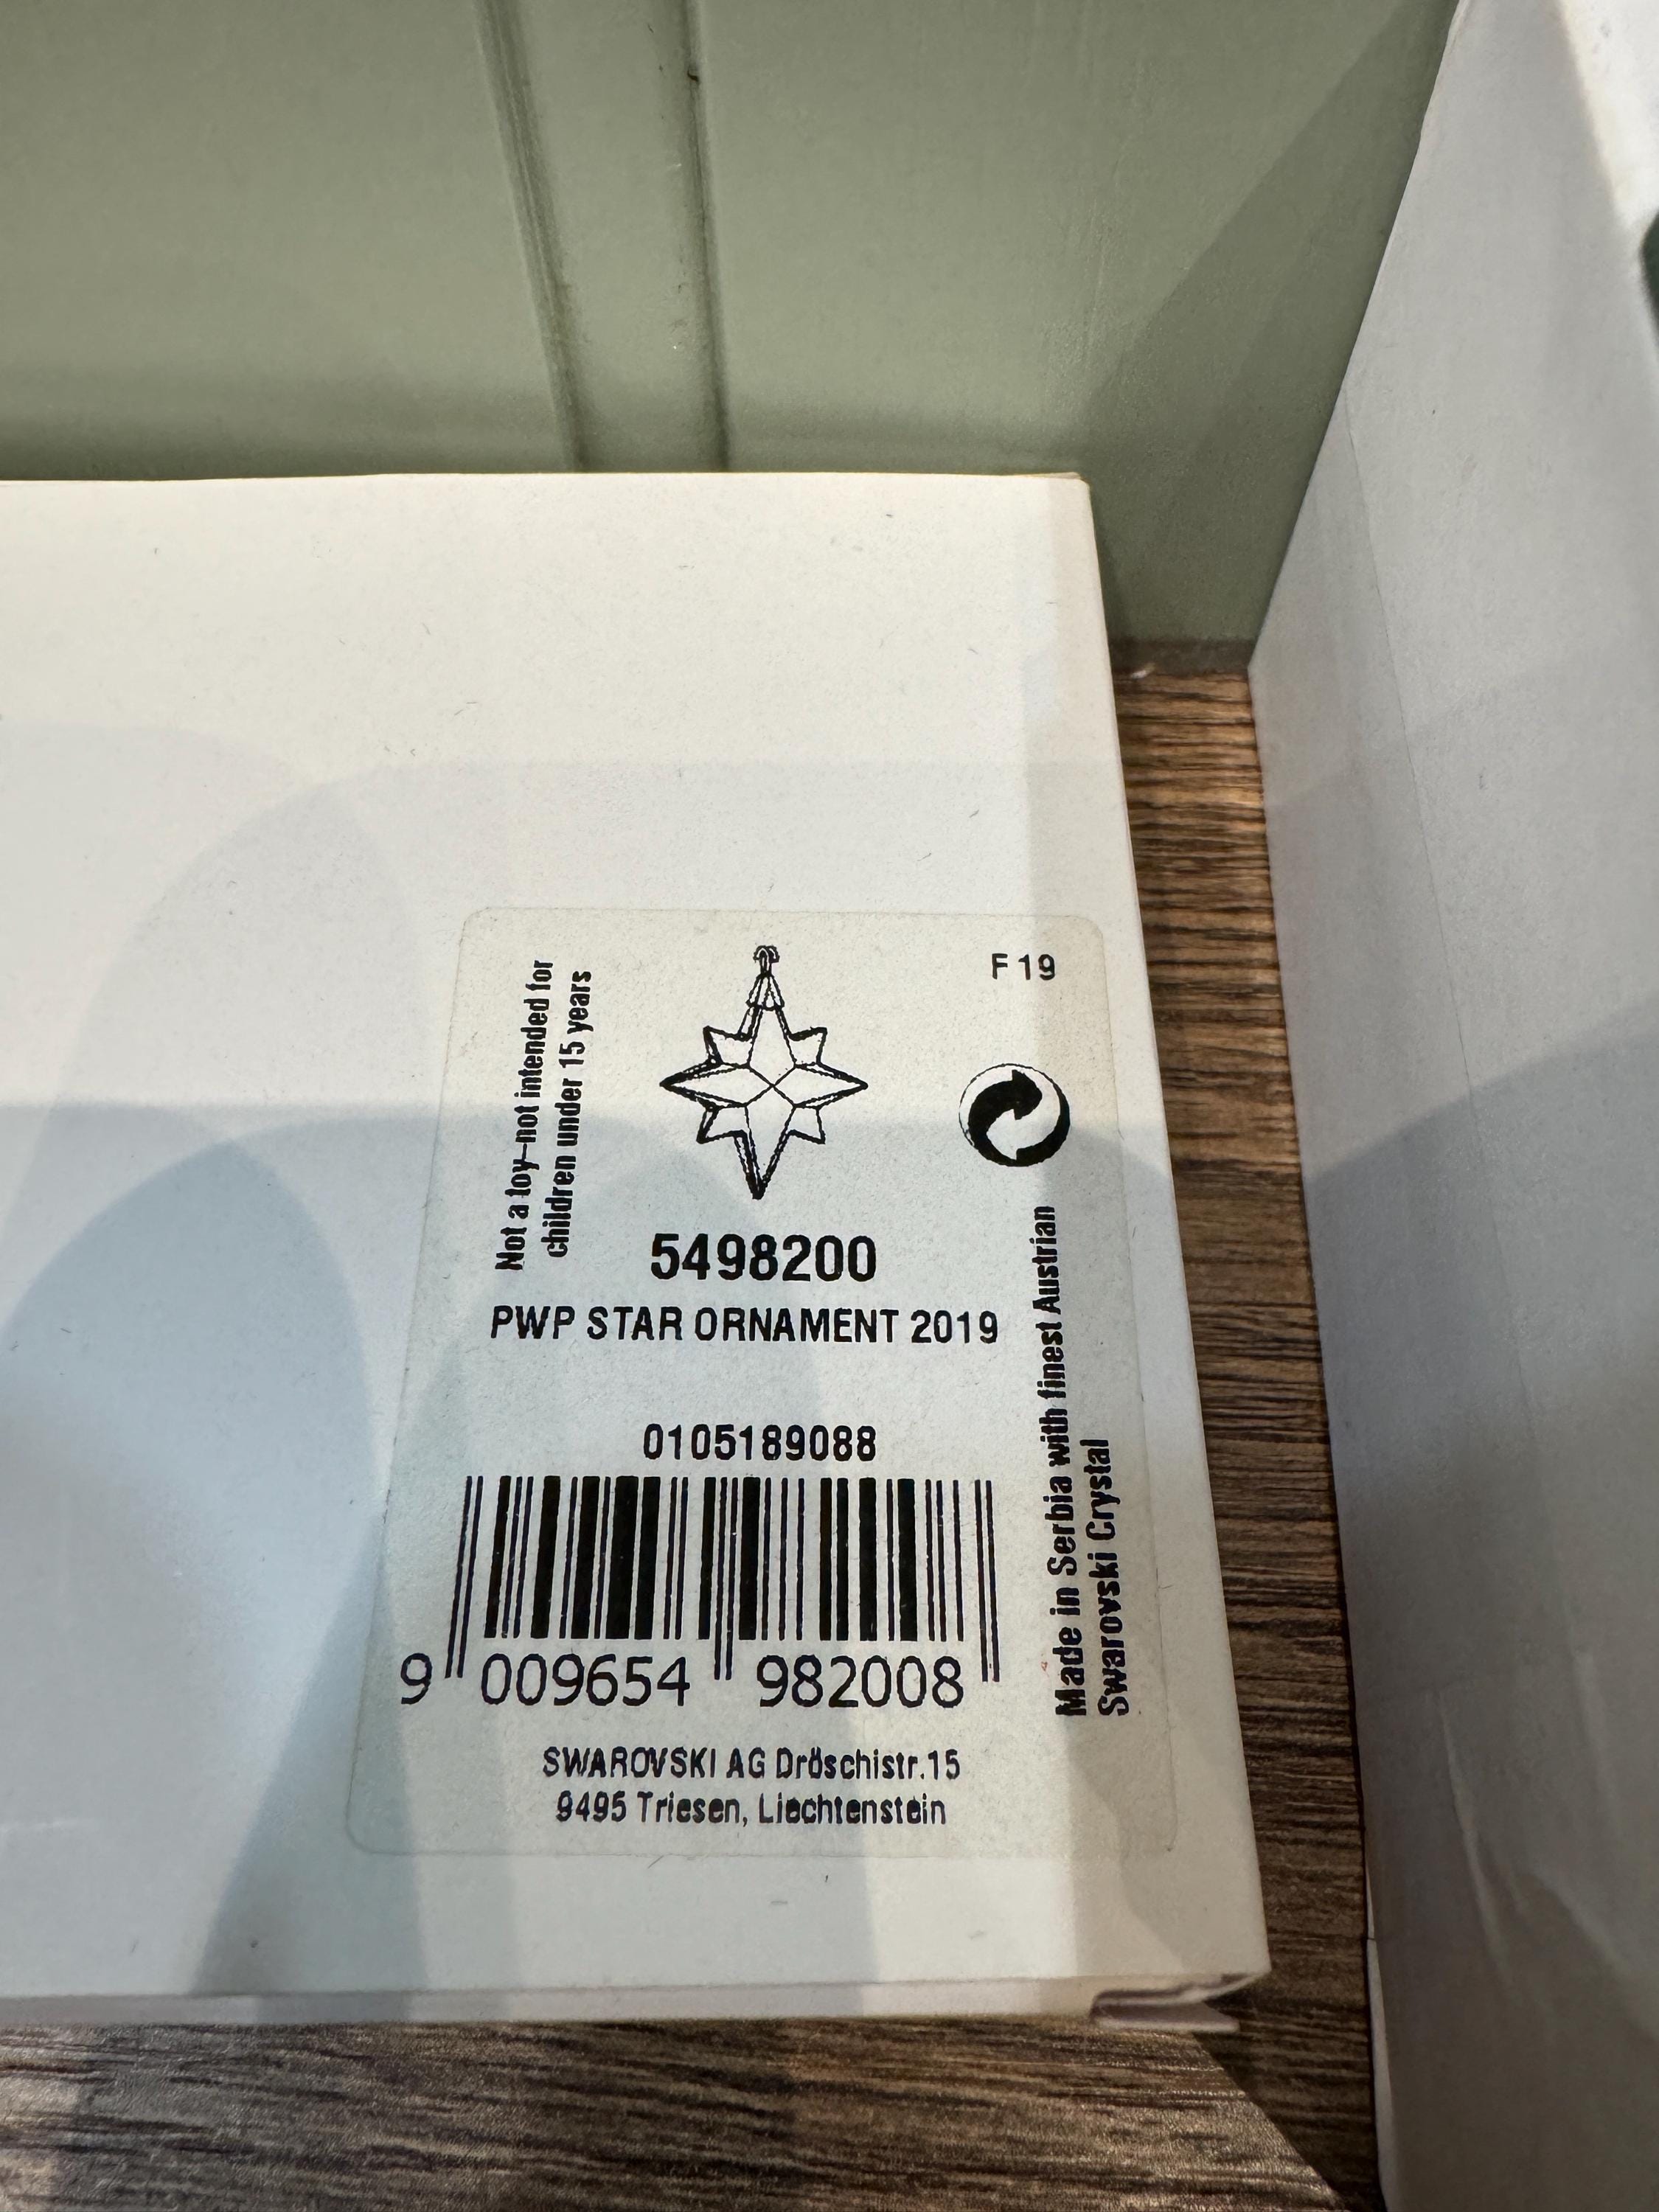 Not a toy–not intended for
children under 15 years
F 19
5498200
PWP STAR ORNAMENT 2019
0105189088
9 009654 982008
Made in Serbia with finest Austrian
Swarovski Crystal
SWAROVSKI AG Dröschistr.15
9495 Triesen, Liechtenstein